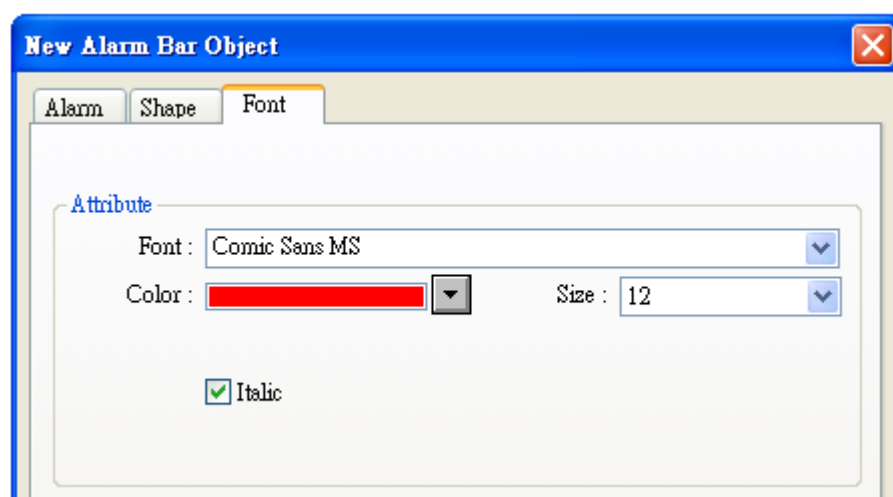 New Alarm Bar Object
Alarm Shape Font
Attribute
Font : Comic Sans MS
Color : Size : 12
Italic